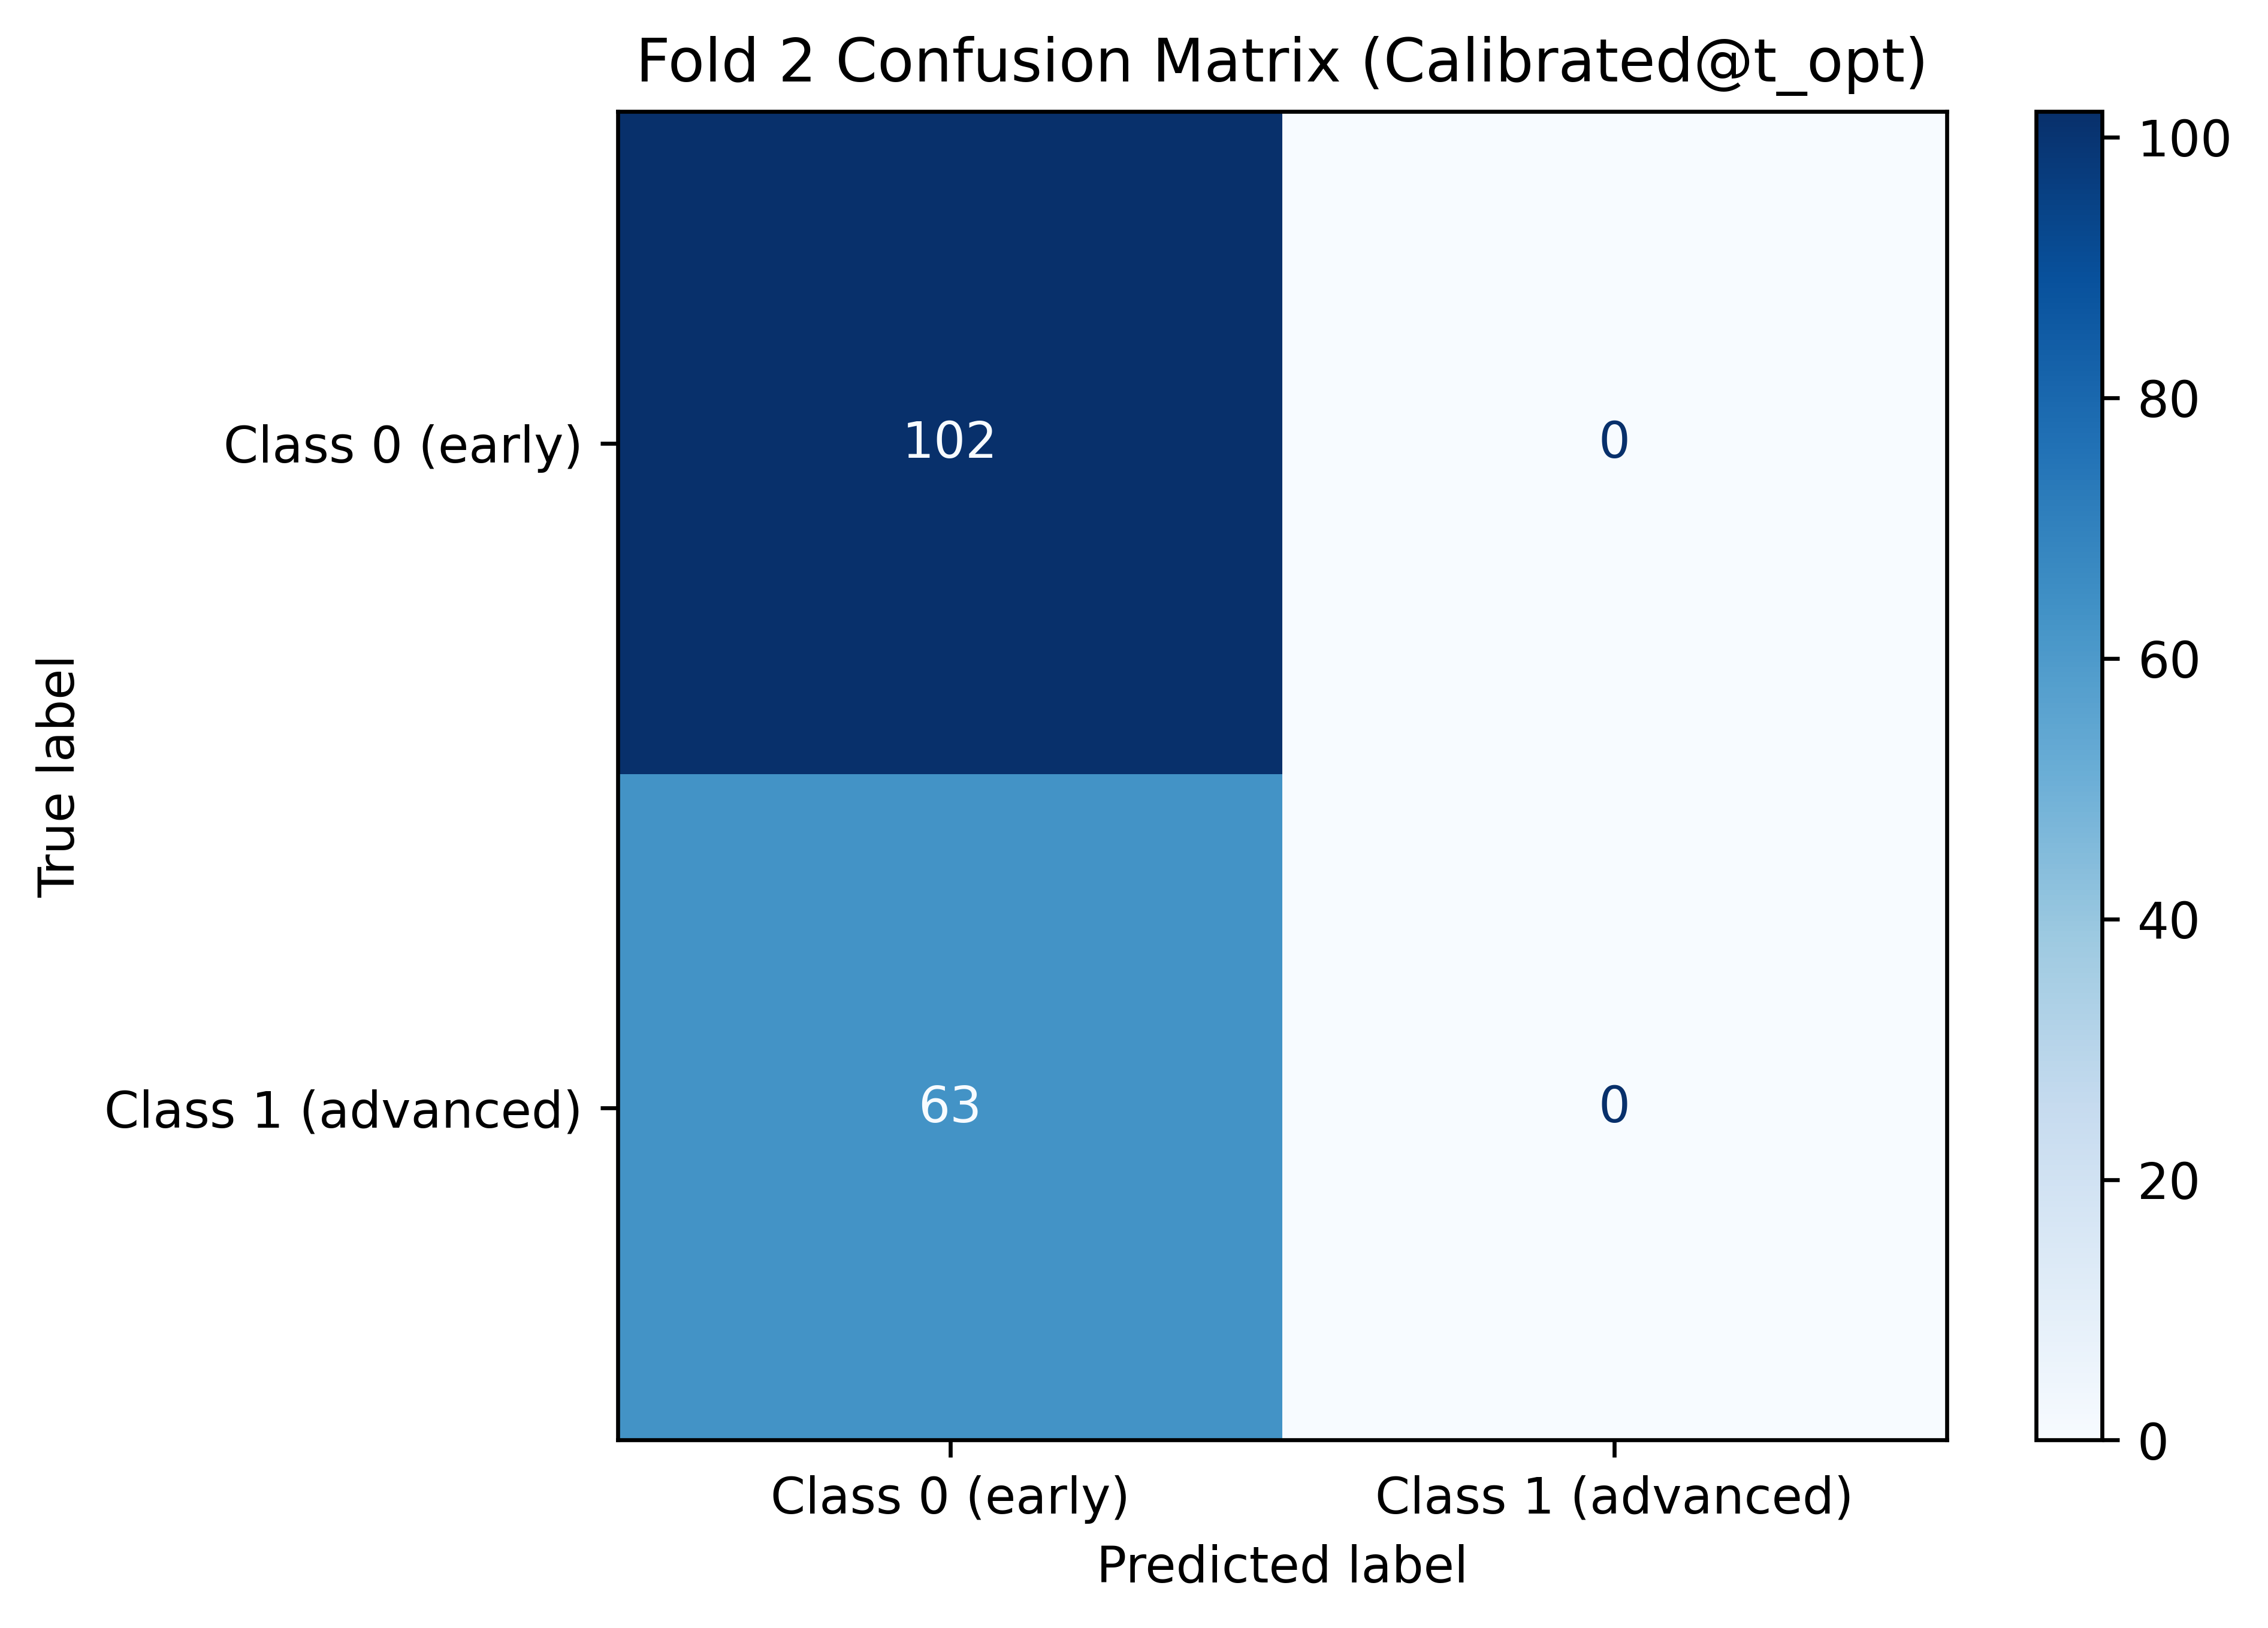 Fold 2 Confusion Matrix (Calibrated@t_opt)
True label
Class 0 (early)
102
0
Class 1 (advanced)
63
0
Class 0 (early)
Class 1 (advanced)
Predicted label
100
80
60
40
20
0